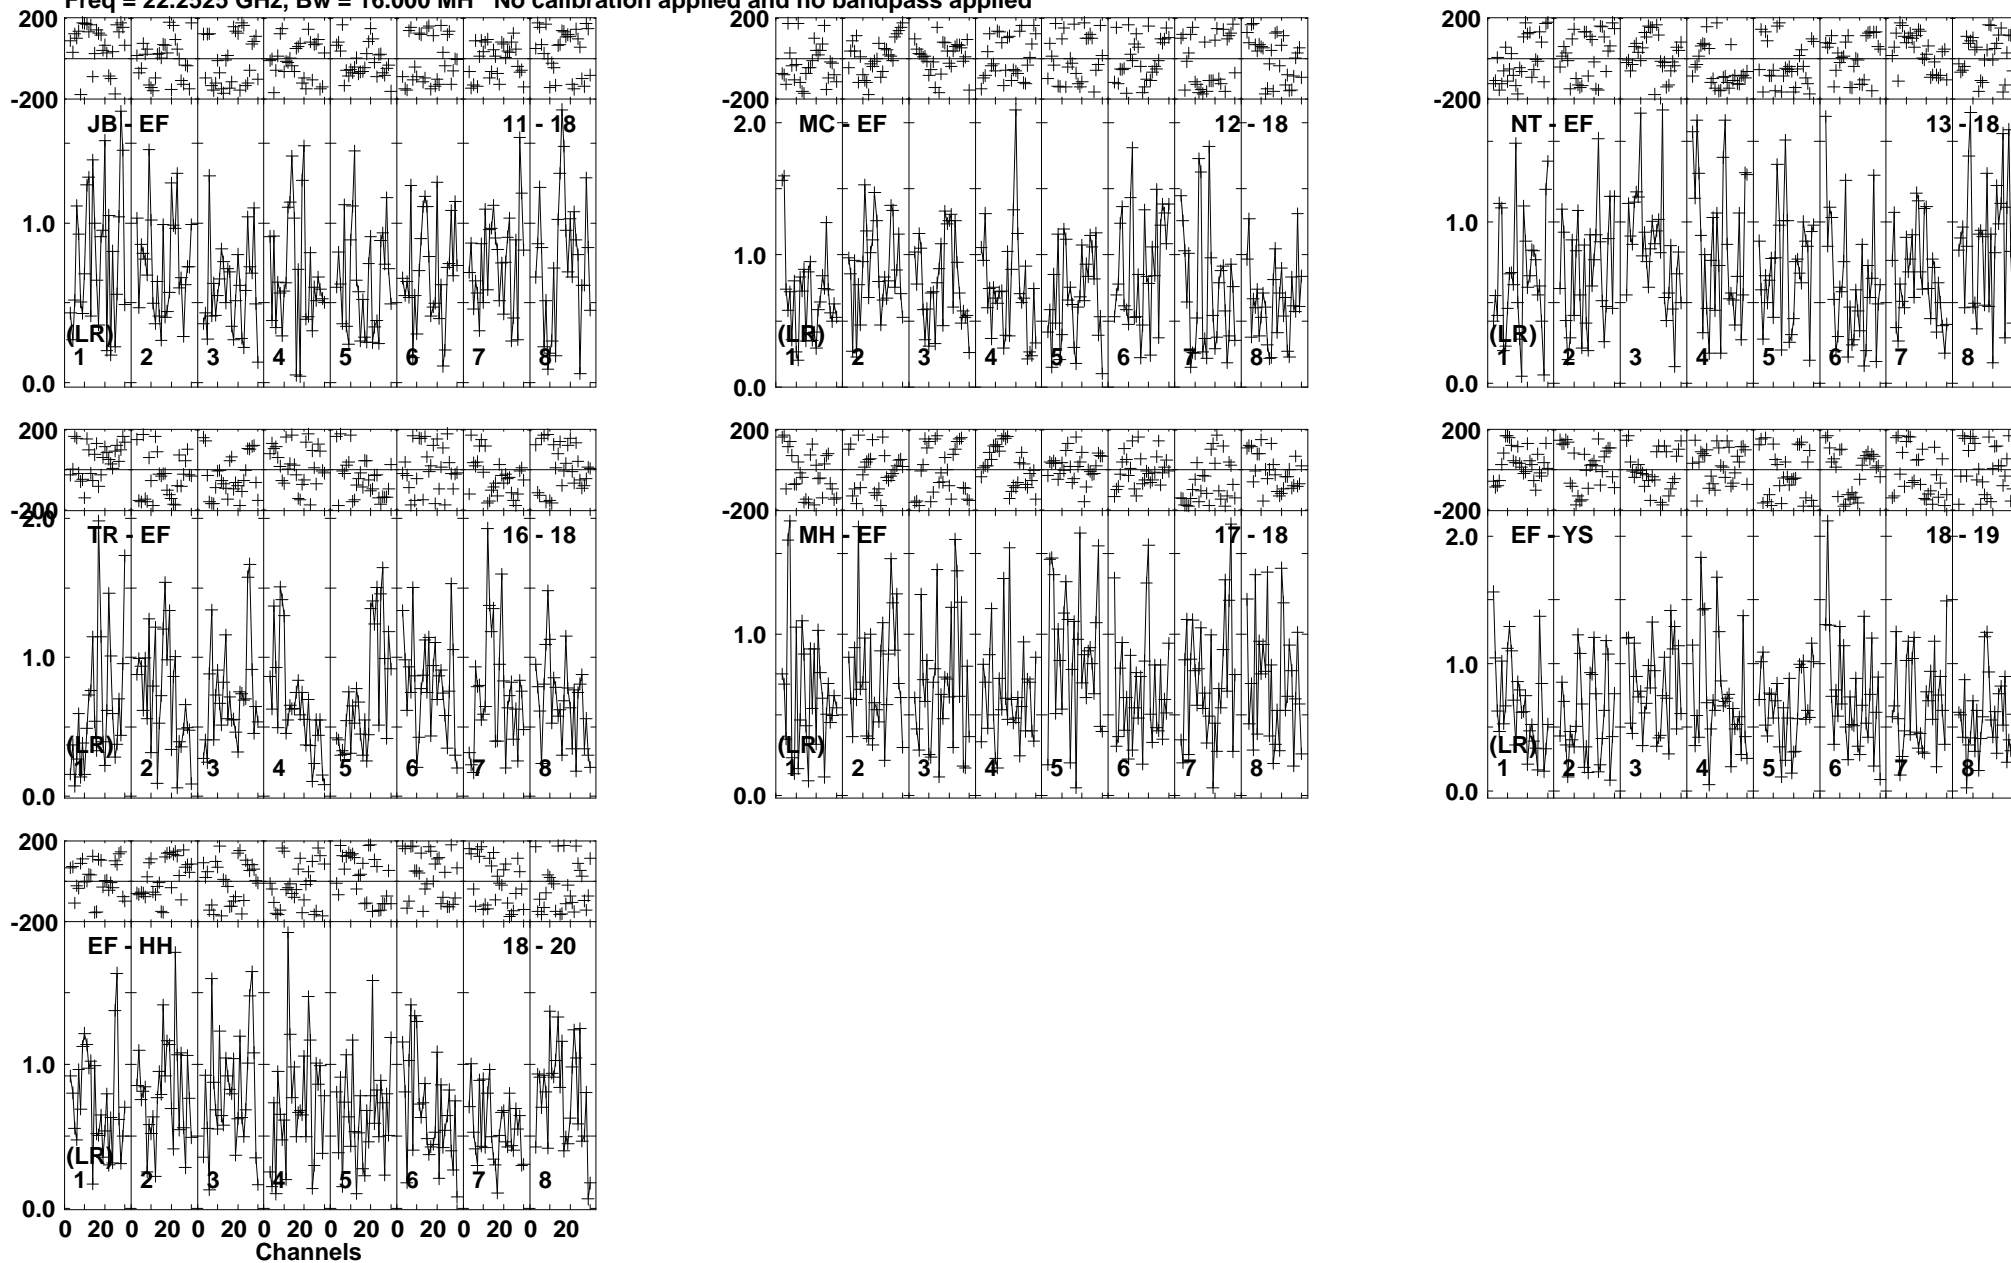 Freq = 22.2525 GHz, Bw = 16.000 MH No calibration applied and no bandpass applied
200
-200
JB - EF 11 - 18
1.0
0.0
(LR)
1 2 3 4 5 6 7 8
200
-200
MC - EF 12 - 18
2.0
1.0
0.0
(LR)
1 2 3 4 5 6 7 8
200
-200
NT - EF 13 - 18
1.0
0.0
(LR)
1 2 3 4 5 6 7 8
200
-200
2.0
TR - EF 16 - 18
1.0
0.0
(LR)
1 2 3 4 5 6 7 8
200
-200
MH - EF 17 - 18
1.0
0.0
(LR)
1 2 3 4 5 6 7 8
200
-200
EF - YS 18 - 19
2.0
1.0
0.0
(LR)
1 2 3 4 5 6 7 8
200
-200
EF - HH 18 - 20
1.0
0.0
(LR)
1 2 3 4 5 6 7 8
0 20 0 20 0 20 0 20 0 20 0 20 0 20 0 20
Channels